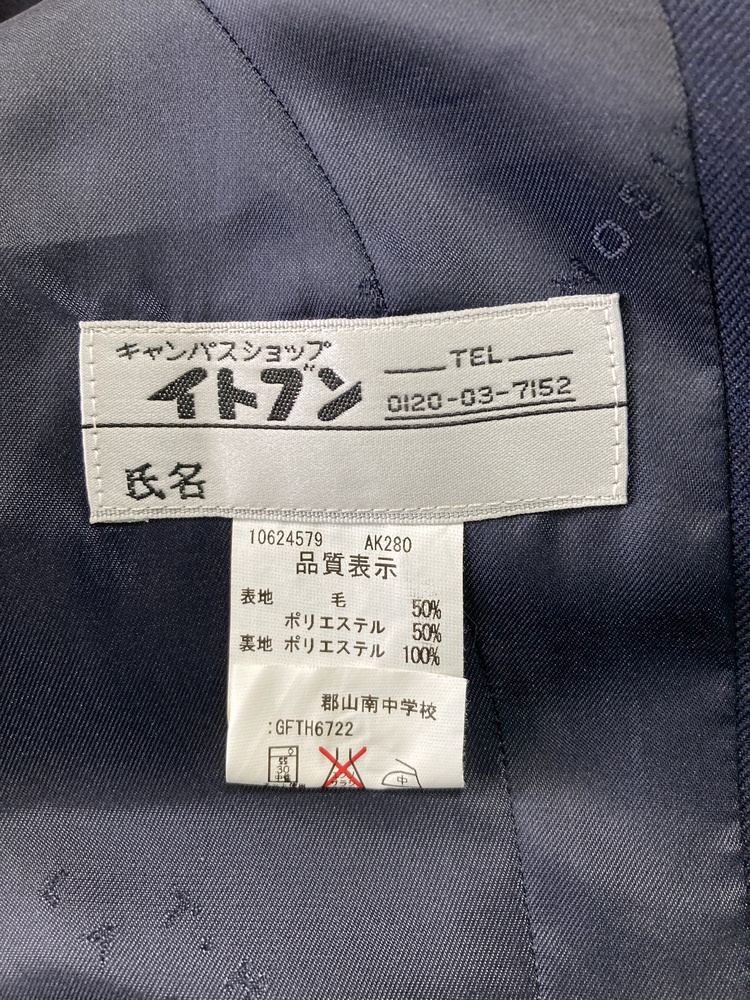 キャンパスショップ
イトブン
TEL
0120-03-7152
氏名
10624579 AK280
品質表示
表地 毛 50%
ポリエステル 50%
裏地 ポリエステル 100%
郡山南中学校
:GFTH6722
30
中